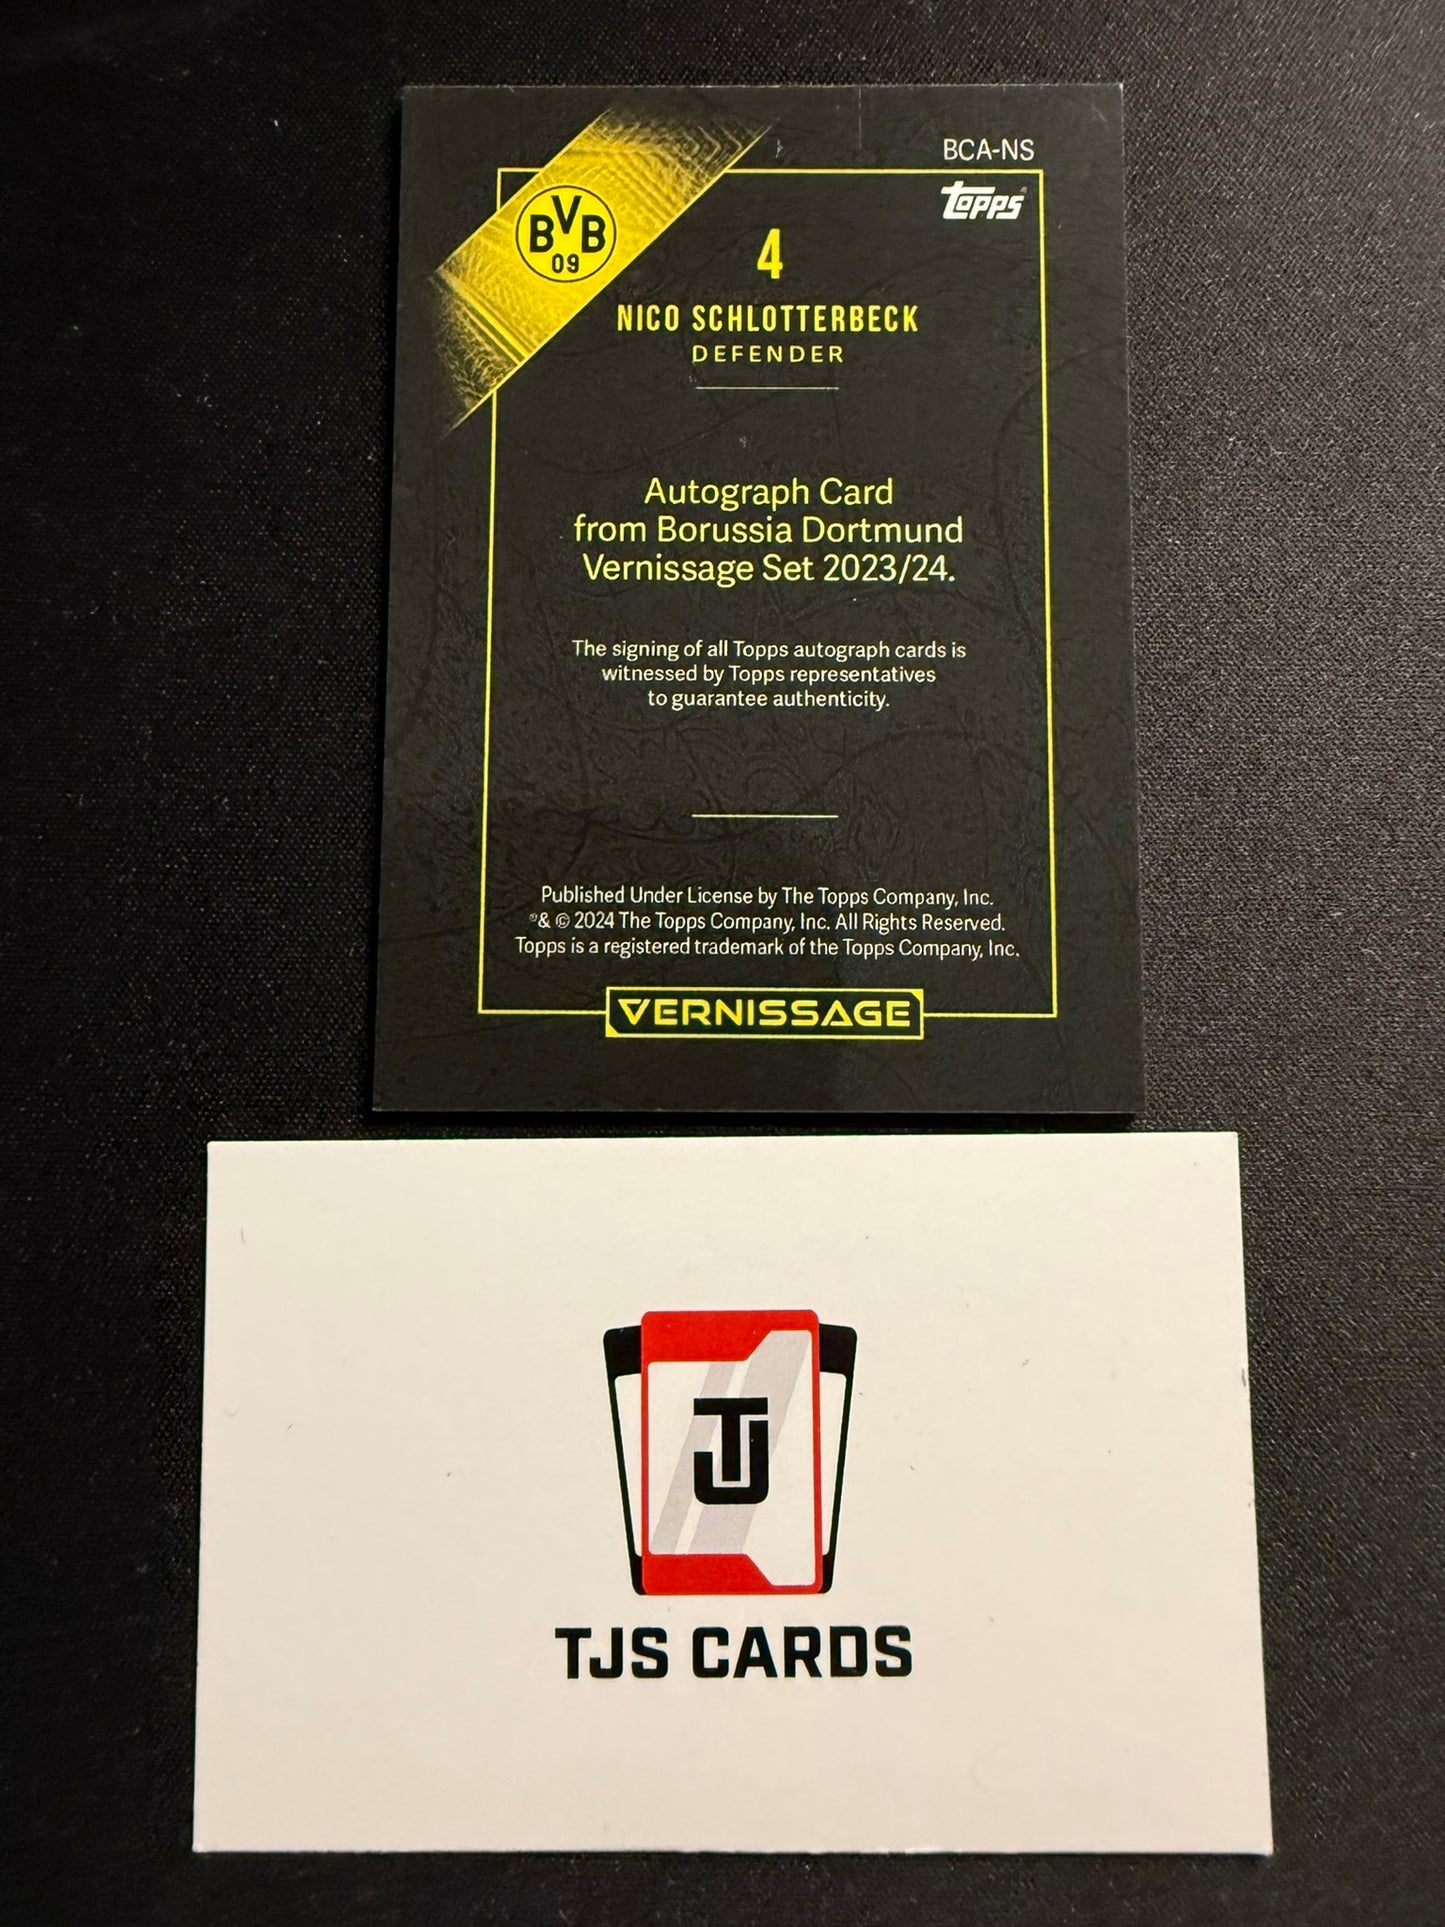 BCA-NS
topps
BVB
09
4
NICO SCHLOTTERBECK
DEFENDER
Autograph Card
from Borussia Dortmund
Vernissage Set 2023/24.
The signing of all Topps autograph cards is
witnessed by Topps representatives
to guarantee authenticity.
Published Under License by The Topps Company, Inc.
®& © 2024 The Topps Company, Inc. All Rights Reserved.
Topps is a registered trademark of the Topps Company, Inc.
VERNISSAGE
TJ
TJS CARDS